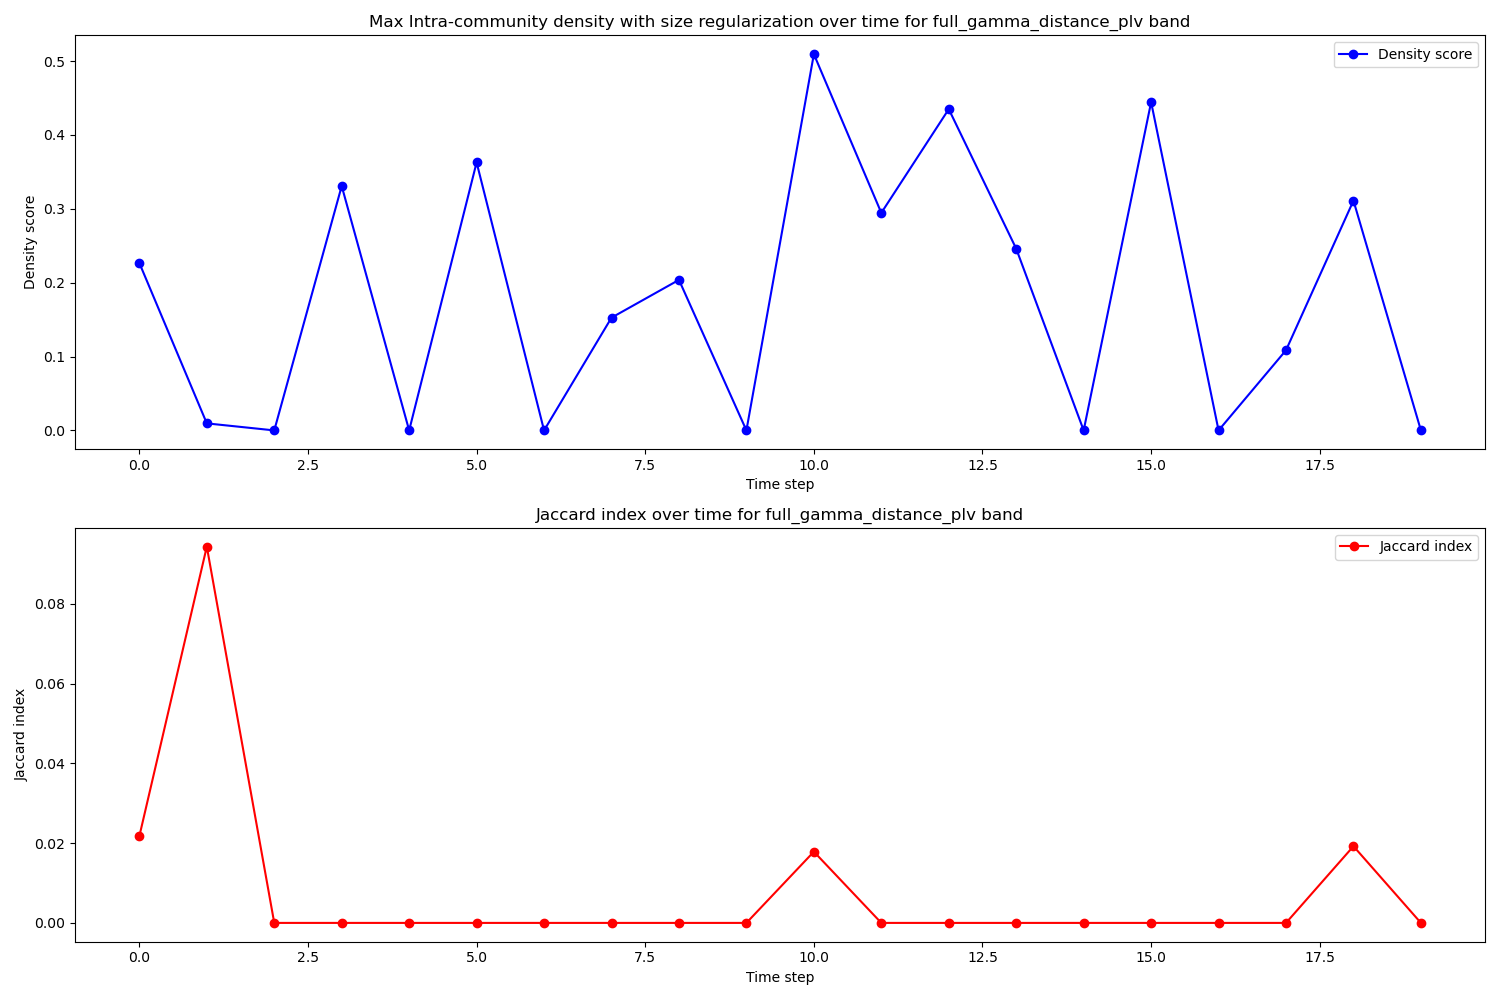 Max Intra-community density with size regularization over time for full_gamma_distance_plv band
Density score
0.5
0.4
0.3
0.2
0.1
0.0
Density score
0.0 2.5 5.0 7.5 10.0 12.5 15.0 17.5
Time step
Jaccard index over time for full_gamma_distance_plv band
Jaccard index
0.08
0.06
0.04
0.02
0.00
Jaccard index
0.0 2.5 5.0 7.5 10.0 12.5 15.0 17.5
Time step